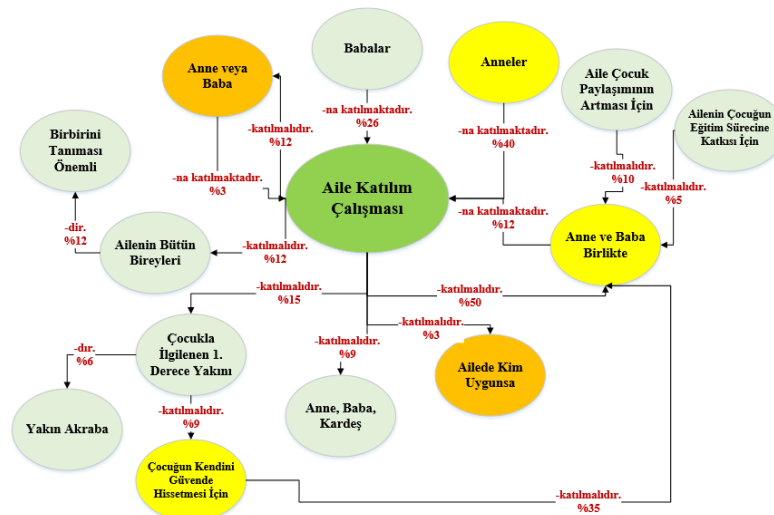 Babalar
Anneler
Anne veya
Baba
Aile Çocuk
Paylaşımının
Artması İçin
Ailenin Çocuğun
Eğitim Sürecine
Katkısı İçin
Birbirini
Tanıması
Önemli
-katılmalıdır.
%12
-na katılmaktadır.
%26
-na katılmaktadır.
%40
-na katılmaktadır.
%3
-katılmalıdır.
%10
-katılmalıdır.
%5
Aile Katılım
Çalışması
-dir.
%12
Ailenin Bütün
Bireyleri
-katılmalıdır.
%12
-na katılmaktadır.
%12
Anne ve Baba
Birlikte
-katılmalıdır.
%15
-katılmalıdır.
%50
-katılmalıdır.
%3
-katılmalıdır.
%9
Çocukla
İlgilenen 1.
Derece Yakını
-dır.
%6
Ailede Kim
Uygunsa
Yakın Akraba
-katılmalıdır.
%9
Anne, Baba,
Kardeş
Çocuğun Kendini
Güvende
Hissetmesi İçin
-katılmalıdır.
%35